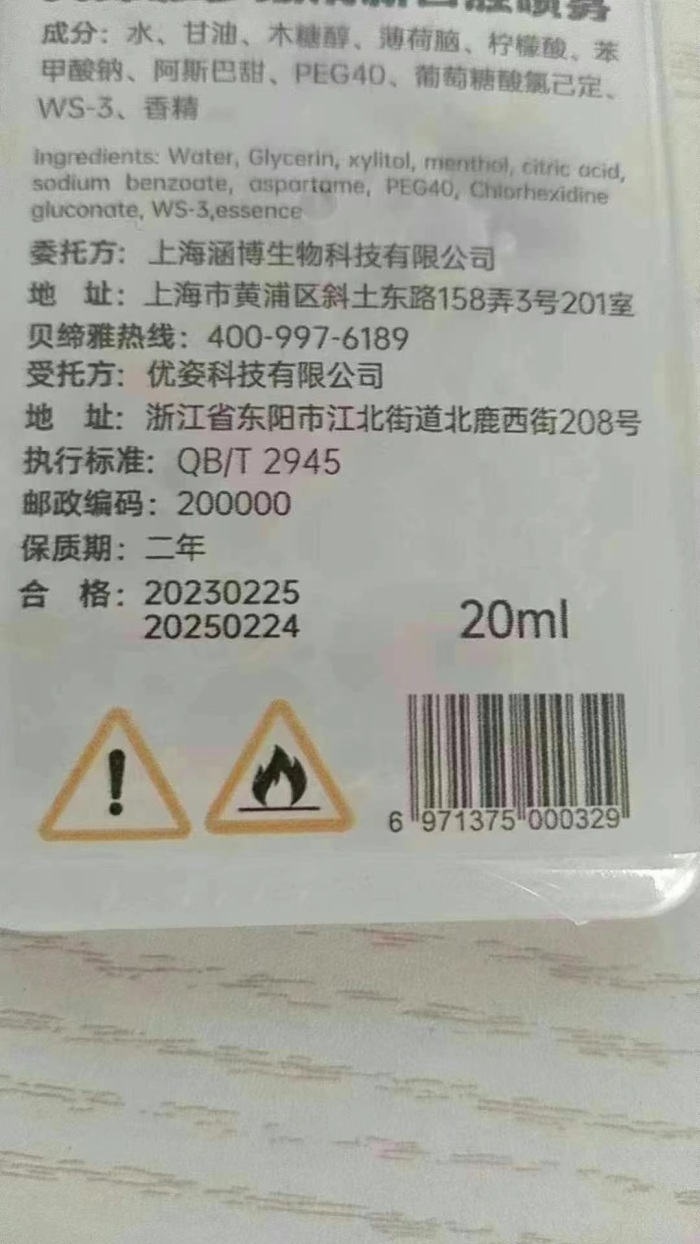 口腔喷雾
成分：水、甘油、木糖醇、薄荷脑、柠檬酸、苯
甲酸钠、阿斯巴甜、PEG40、葡萄糖酸氯己定、
WS-3、香精
Ingredients: Water, Glycerin, xylitol, menthol, citric acid,
sodium benzoate, aspartame, PEG40, Chlorhexidine
gluconate, WS-3,essence
委托方：上海涵博生物科技有限公司
地 址：上海市黄浦区斜土东路158弄3号201室
贝缔雅热线：400-997-6189
受托方：优姿科技有限公司
地 址：浙江省东阳市江北街道北鹿西街208号
执行标准：QB/T 2945
邮政编码：200000
保质期：二年
合 格：20230225
20250224
20ml
6 971375 000329